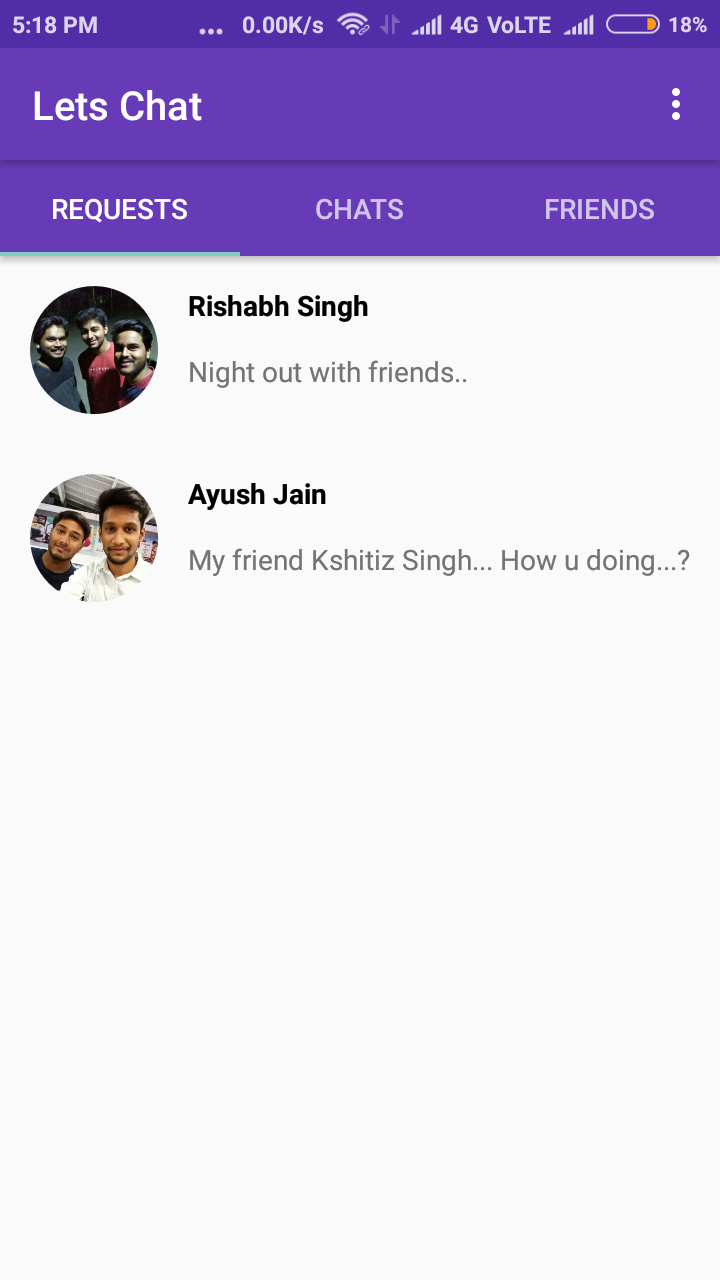 5:18 PM ... 0.00K/s 4G VoLTE 18%
Lets Chat
REQUESTS CHATS FRIENDS
Rishabh Singh
Night out with friends..
Ayush Jain
My friend Kshitiz Singh... How u doing...?